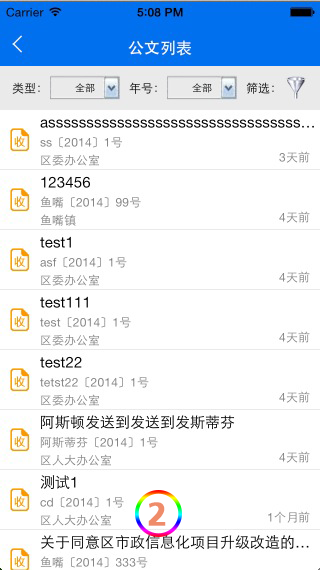 Carrier 5:08 PM
公文列表
类型: 全部 年号: 全部 筛选:
assssssssssssssssssssssssssssssssss...
收 ss〔2014〕1号
区委办公室 3天前
123456
收 鱼嘴〔2014〕99号
鱼嘴镇 4天前
test1
收 asf〔2014〕1号
区委办公室 4天前
test111
收 test〔2014〕1号
区委办公室 4天前
test22
收 tetst22〔2014〕1号
区委办公室 4天前
阿斯顿发送到发送到发斯蒂芬
收 阿斯蒂芬〔2014〕1号
区人大办公室 4天前
测试1
收 cd〔2014〕1号
区人大办公室 1个月前
2
关于同意区市政信息化项目升级改造的...
收 鱼嘴〔2014〕333号